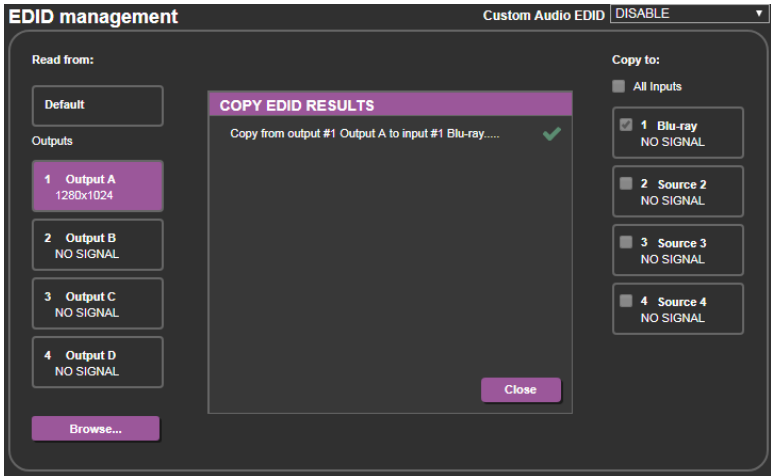 EDID management
Custom Audio EDID DISABLE
Read from:
Default
Outputs
1 Output A
1280x1024
2 Output B
NO SIGNAL
3 Output C
NO SIGNAL
4 Output D
NO SIGNAL
Browse...
COPY EDID RESULTS
Copy from output #1 Output A to input #1 Blu-ray.....
Close
Copy to:
All Inputs
1 Blu-ray
NO SIGNAL
2 Source 2
NO SIGNAL
3 Source 3
NO SIGNAL
4 Source 4
NO SIGNAL